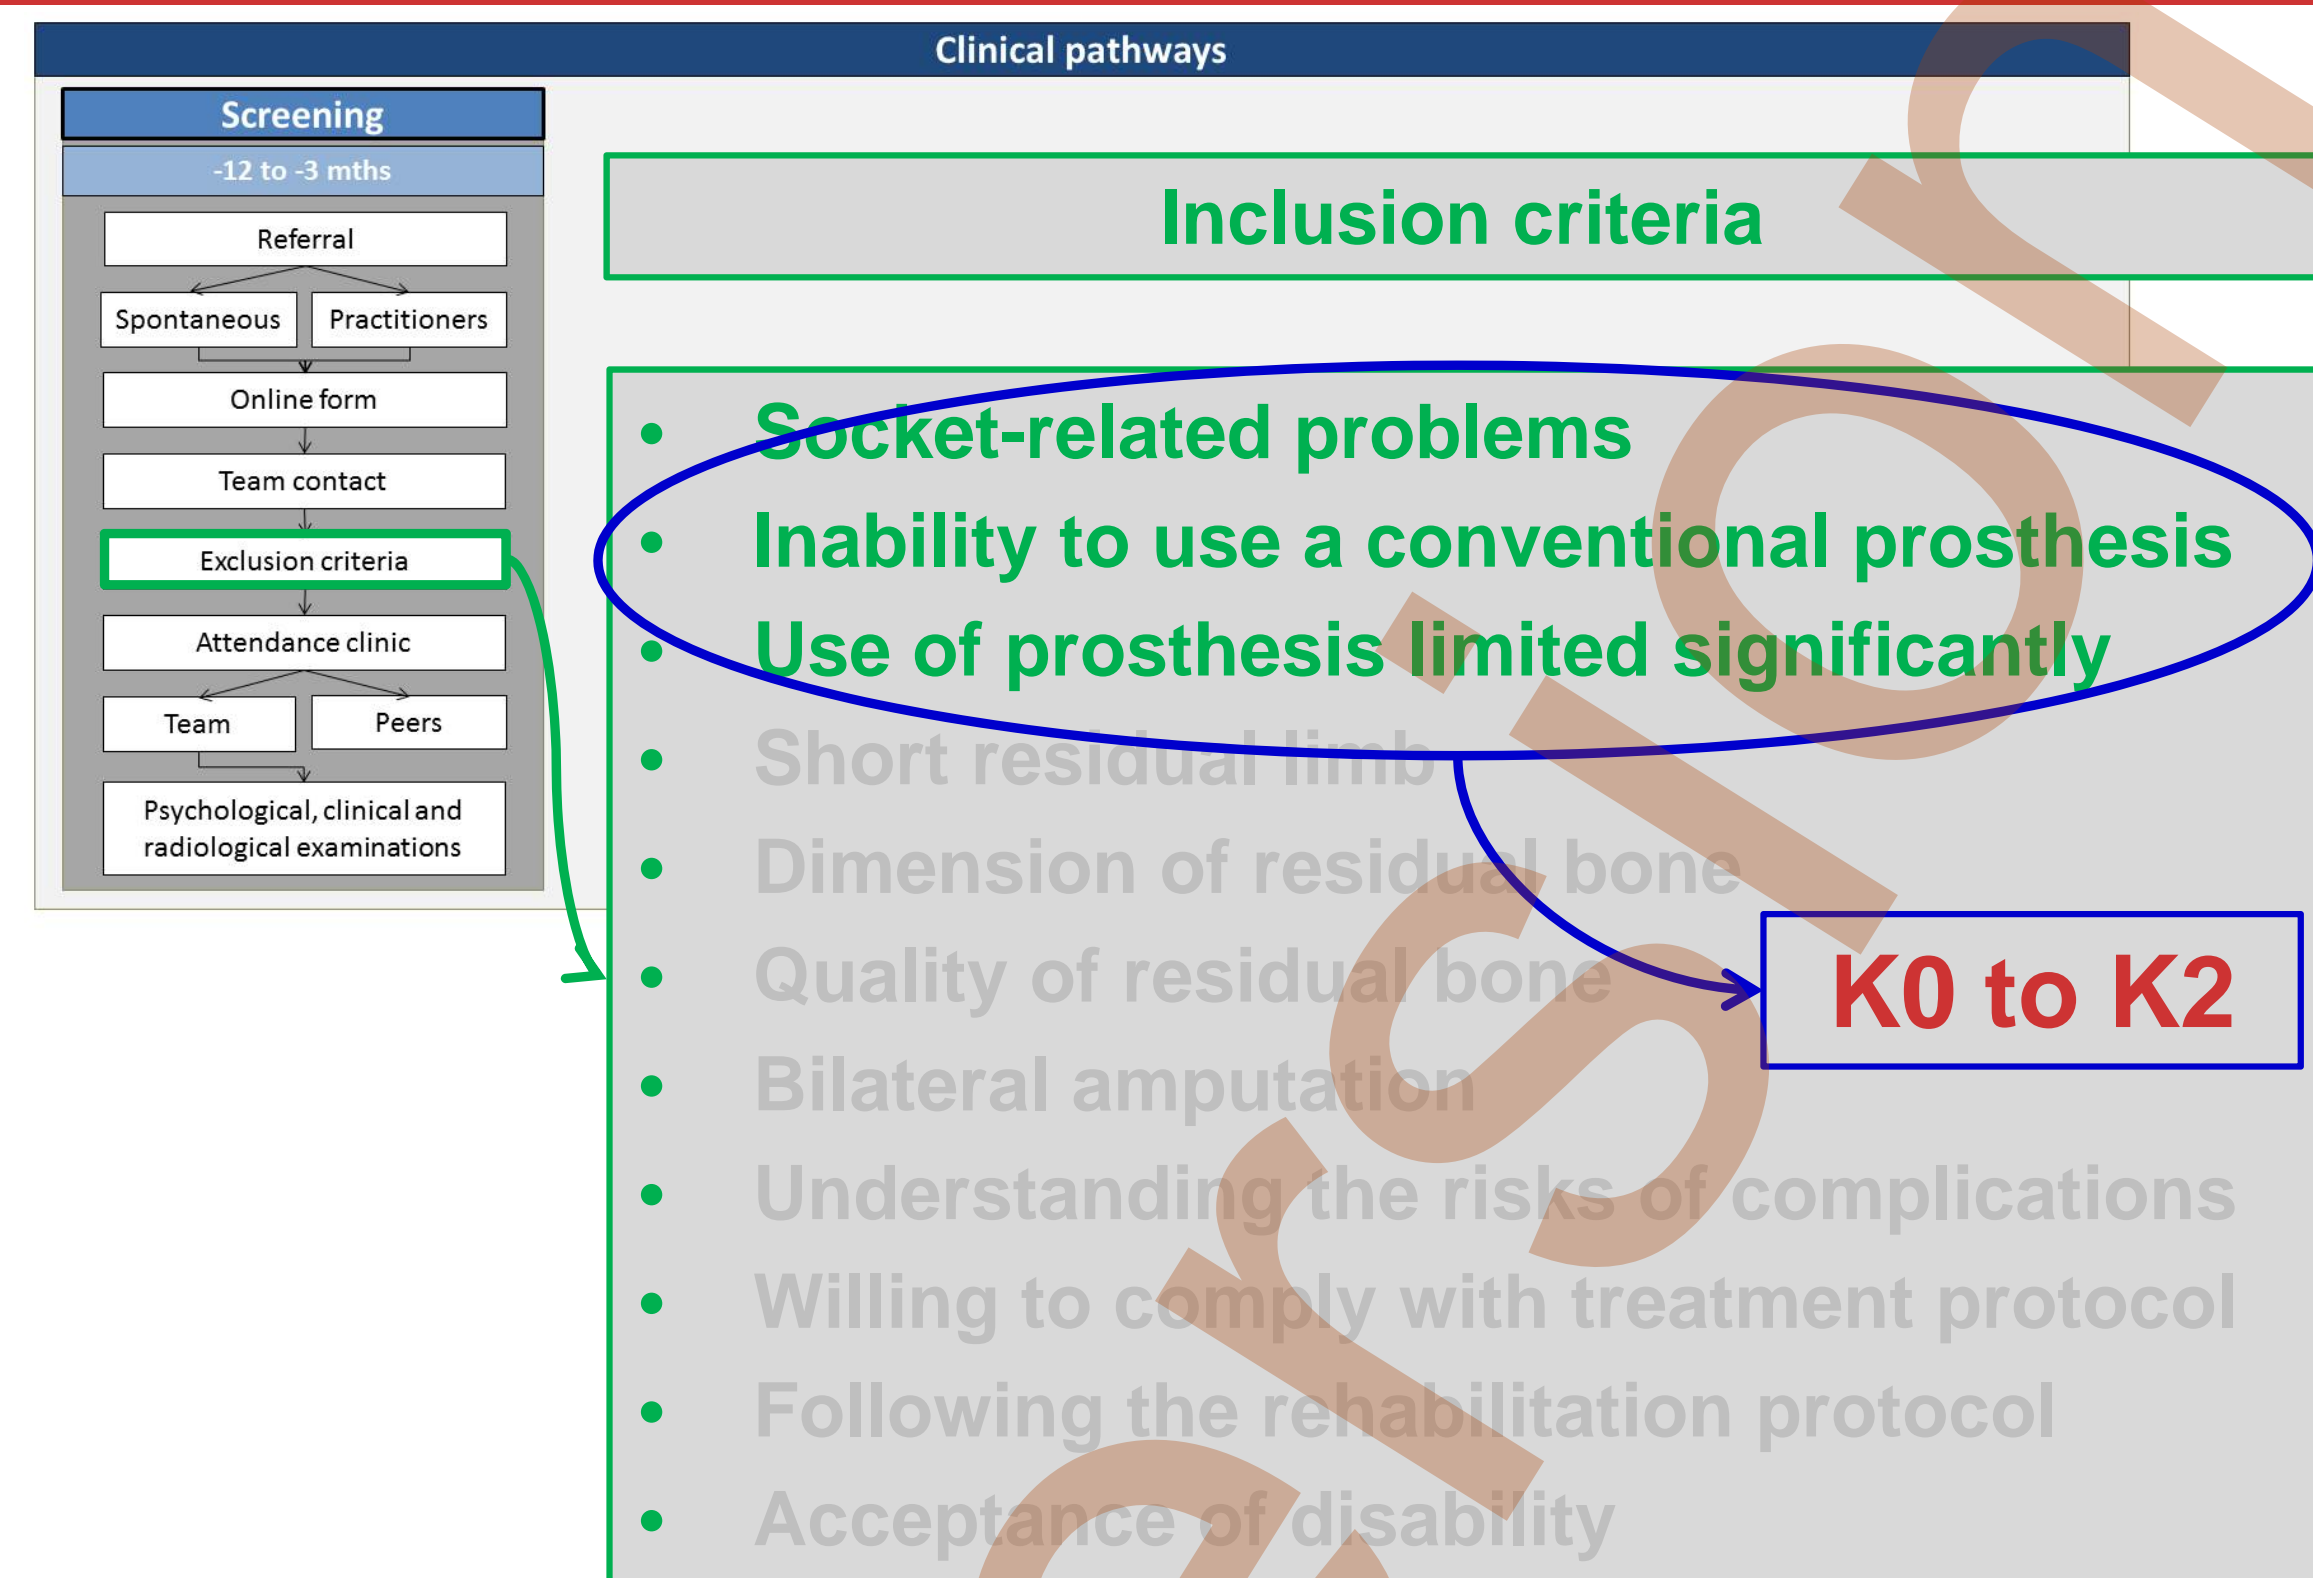 Clinical pathways
Screening
-12 to -3 mths
Referral
Spontaneous
Practitioners
Online form
Team contact
Exclusion criteria
Attendance clinic
Team
Peers
Psychological, clinical and
radiological examinations
Inclusion criteria
• Socket-related problems
• Inability to use a conventional prosthesis
• Use of prosthesis limited significantly
• Short residual limb
• Dimension of residual bone
• Quality of residual bone
• Bilateral amputation
• Understanding the risks of complications
• Willing to comply with treatment protocol
• Following the rehabilitation protocol
• Acceptance of disability
K0 to K2
ersion